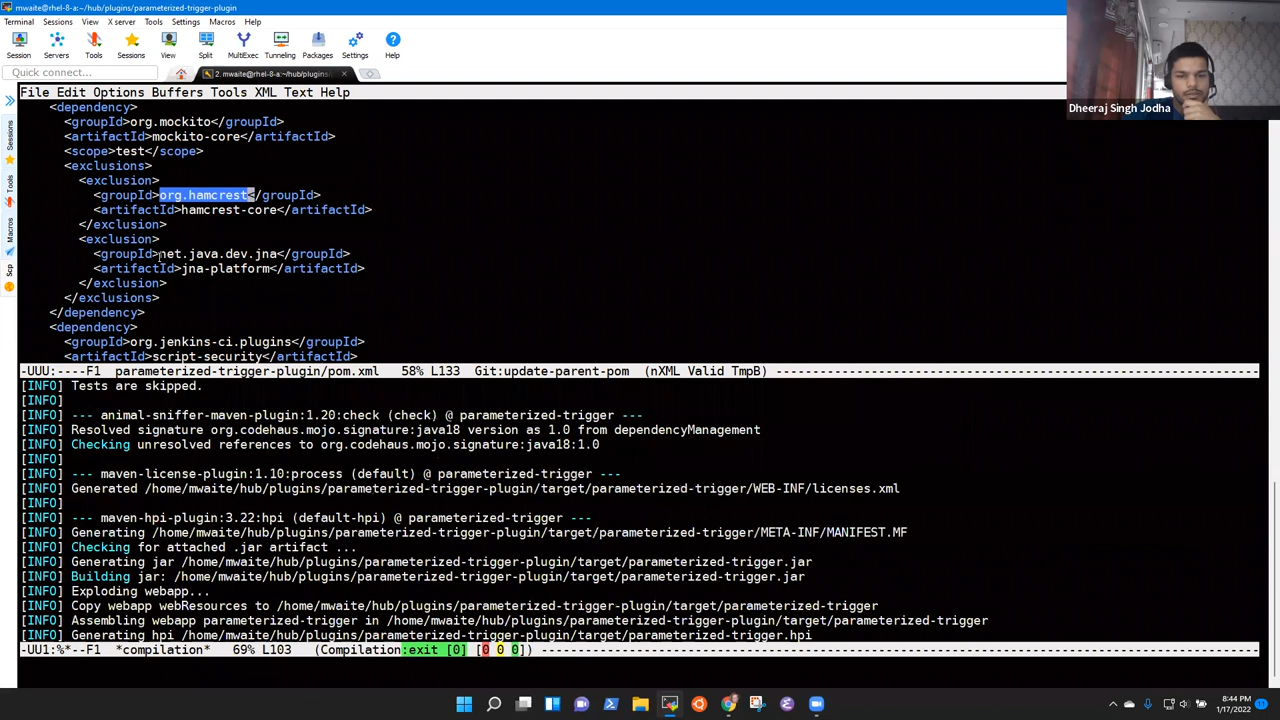 mwaite@rhel-8-a:~/hub/plugins/parameterized-trigger-plugin
Terminal Sessions View X server Tools Settings Macros Help
Session Servers Tools Sessions View Split MultiExec Tunneling Packages Settings Help
Quick connect...
2. mwaite@rhel-8-a:~/hub/plugins/
Dheeraj Singh Jodha
Sessions
Tools
Macros
Scp
File Edit Options Buffers Tools XML Text Help
<dependency>
<groupId>org.mockito</groupId>
<artifactId>mockito-core</artifactId>
<scope>test</scope>
<exclusions>
<exclusion>
<groupId>org.hamcrest</groupId>
<artifactId>hamcrest-core</artifactId>
</exclusion>
<exclusion>
<groupId>net.java.dev.jna</groupId>
<artifactId>jna-platform</artifactId>
</exclusion>
</exclusions>
</dependency>
<dependency>
<groupId>org.jenkins-ci.plugins</groupId>
<artifactId>script-security</artifactId>
-UUU:----F1 parameterized-trigger-plugin/pom.xml 58% L133 Git:update-parent-pom (nXML Valid TmpB) ----------
[INFO] Tests are skipped.
[INFO]
[INFO] --- animal-sniffer-maven-plugin:1.20:check (check) @ parameterized-trigger ---
[INFO] Resolved signature org.codehaus.mojo.signature:java18 version as 1.0 from dependencyManagement
[INFO] Checking unresolved references to org.codehaus.mojo.signature:java18:1.0
[INFO]
[INFO] --- maven-license-plugin:1.10:process (default) @ parameterized-trigger ---
[INFO] Generated /home/mwaite/hub/plugins/parameterized-trigger-plugin/target/parameterized-trigger/WEB-INF/licenses.xml
[INFO]
[INFO] --- maven-hpi-plugin:3.22:hpi (default-hpi) @ parameterized-trigger ---
[INFO] Generating /home/mwaite/hub/plugins/parameterized-trigger-plugin/target/parameterized-trigger/META-INF/MANIFEST.MF
[INFO] Checking for attached .jar artifact ...
[INFO] Generating jar /home/mwaite/hub/plugins/parameterized-trigger-plugin/target/parameterized-trigger.jar
[INFO] Building jar: /home/mwaite/hub/plugins/parameterized-trigger-plugin/target/parameterized-trigger.jar
[INFO] Exploding webapp...
[INFO] Copy webapp webResources to /home/mwaite/hub/plugins/parameterized-trigger-plugin/target/parameterized-trigger
[INFO] Assembling webapp parameterized-trigger in /home/mwaite/hub/plugins/parameterized-trigger-plugin/target/parameterized-trigger
[INFO] Generating hpi /home/mwaite/hub/plugins/parameterized-trigger-plugin/target/parameterized-trigger.hpi
-UU1:%*--F1 *compilation* 69% L103 (Compilation:exit [0] [0 0 0]) ----------
8:44 PM
1/17/2022